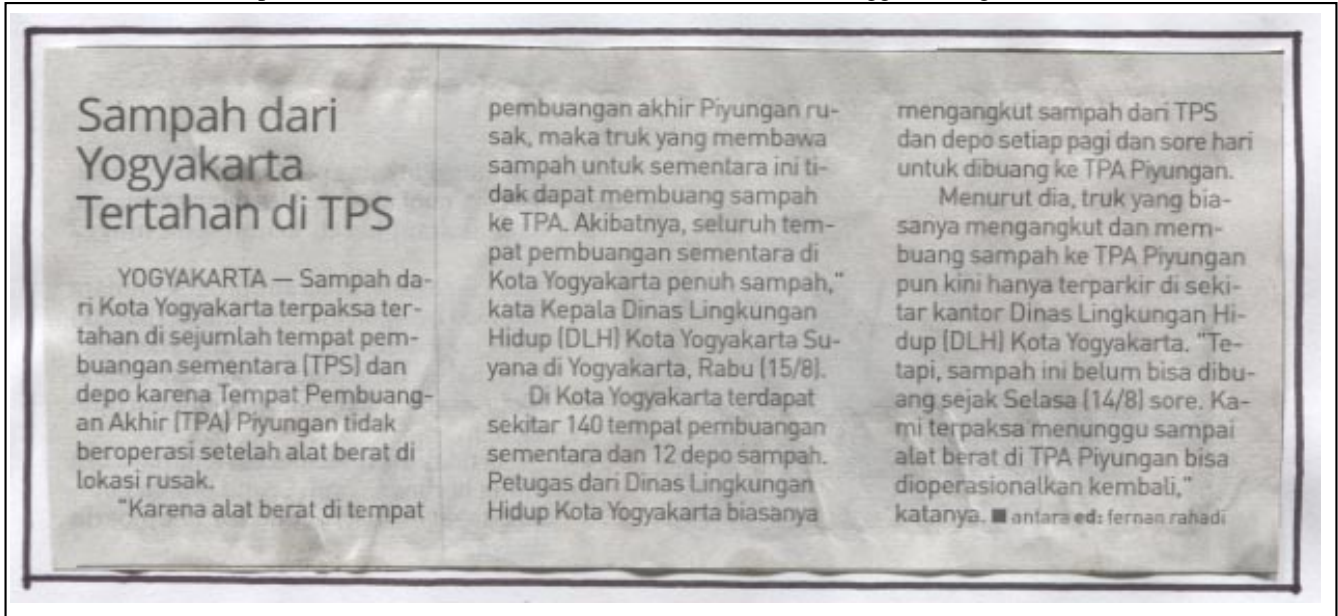 Sampah dari
Yogyakarta
Tertahan di TPS
YOGYAKARTA — Sampah da-
ri Kota Yogyakarta terpaksa ter-
tahan di sejumlah tempat pem-
buangan sementara (TPS) dan
depo karena Tempat Pembuang-
an Akhir (TPA) Piyungan tidak
beroperasi setelah alat berat di
lokasi rusak.
"Karena alat berat di tempat
pembuangan akhir Piyungan ru-
sak, maka truk yang membawa
sampah untuk sementara ini ti-
dak dapat membuang sampah
ke TPA. Akibatnya, seluruh tem-
pat pembuangan sementara di
Kota Yogyakarta penuh sampah,"
kata Kepala Dinas Lingkungan
Hidup (DLH) Kota Yogyakarta Su-
yana di Yogyakarta, Rabu (15/8).
Di Kota Yogyakarta terdapat
sekitar 140 tempat pembuangan
sementara dan 12 depo sampah.
Petugas dari Dinas Lingkungan
Hidup Kota Yogyakarta biasanya
mengangkut sampah dari TPS
dan depo setiap pagi dan sore hari
untuk dibuang ke TPA Piyungan.
Menurut dia, truk yang bia-
sanya mengangkut dan mem-
buang sampah ke TPA Piyungan
pun kini hanya terparkir di seki-
tar kantor Dinas Lingkungan Hi-
dup (DLH) Kota Yogyakarta. "Te-
tapi, sampah ini belum bisa dibu-
ang sejak Selasa (14/8) sore. Ka-
mi terpaksa menunggu sampai
alat berat di TPA Piyungan bisa
dioperasionalkan kembali,"
katanya. ■ antara ed: fernan rahadi